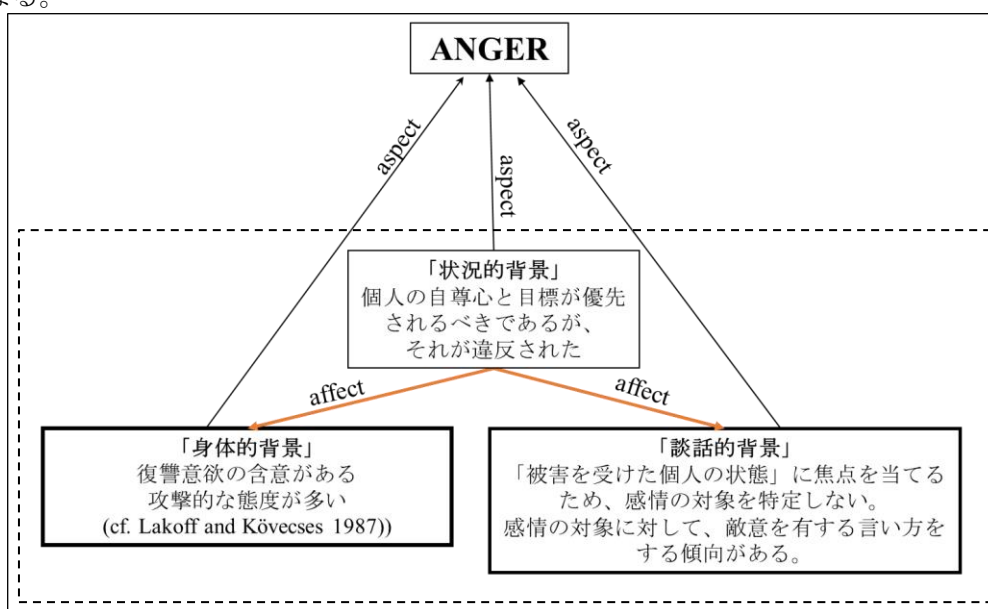 る。
ANGER
aspect
aspect
aspect
「状況的背景」
個人の自尊心と目標が優先
されるべきであるが、
それが違反された
affect
affect
「身体的背景」
復讐意欲の含意がある
攻撃的な態度が多い
(cf. Lakoff and Kövecses 1987))
「談話的背景」
「被害を受けた個人の状態」に焦点を当てる
ため、感情の対象を特定しない。
感情の対象に対して、敵意を有する言い方を
する傾向がある。